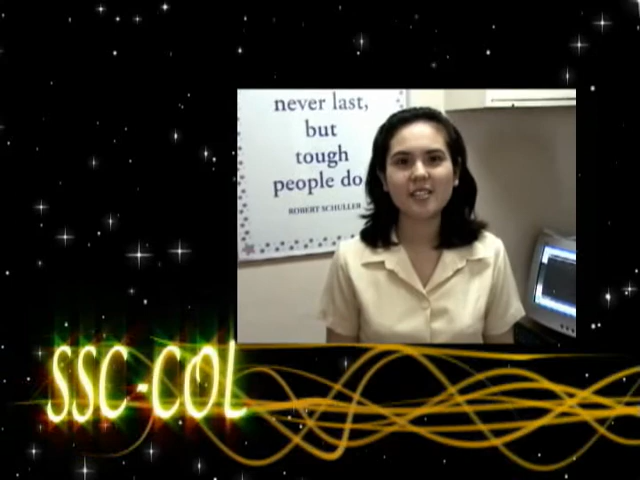 never last,
but
tough
people do
ROBERT SCHULLER
SSC-COL